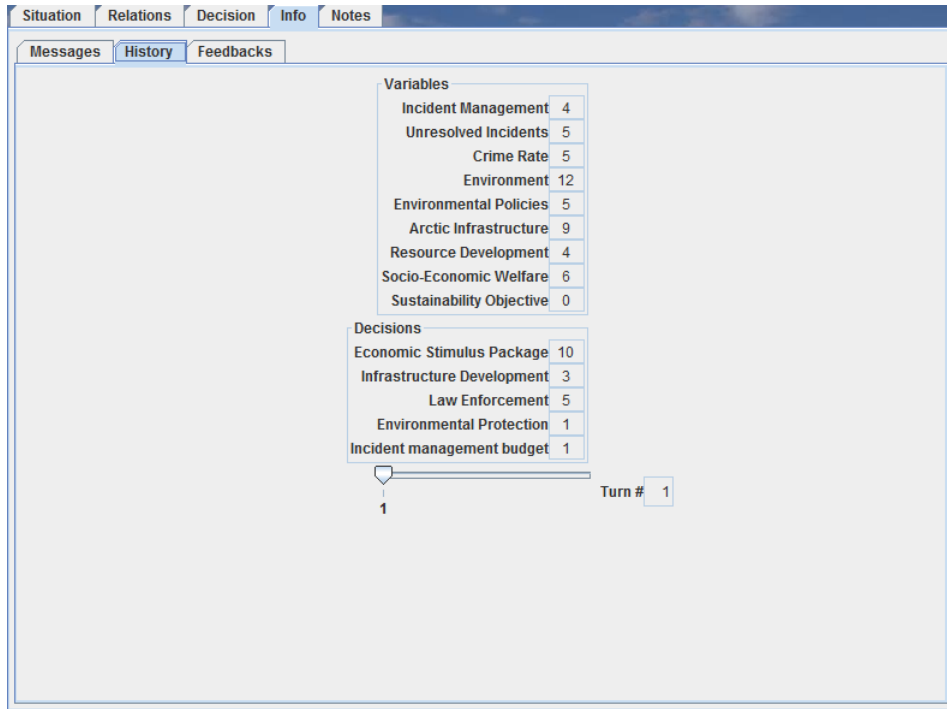 Situation Relations Decision Info Notes
Messages History Feedbacks
Variables
Incident Management 4
Unresolved Incidents 5
Crime Rate 5
Environment 12
Environmental Policies 5
Arctic Infrastructure 9
Resource Development 4
Socio-Economic Welfare 6
Sustainability Objective 0
Decisions
Economic Stimulus Package 10
Infrastructure Development 3
Law Enforcement 5
Environmental Protection 1
Incident management budget 1
Turn # 1
1